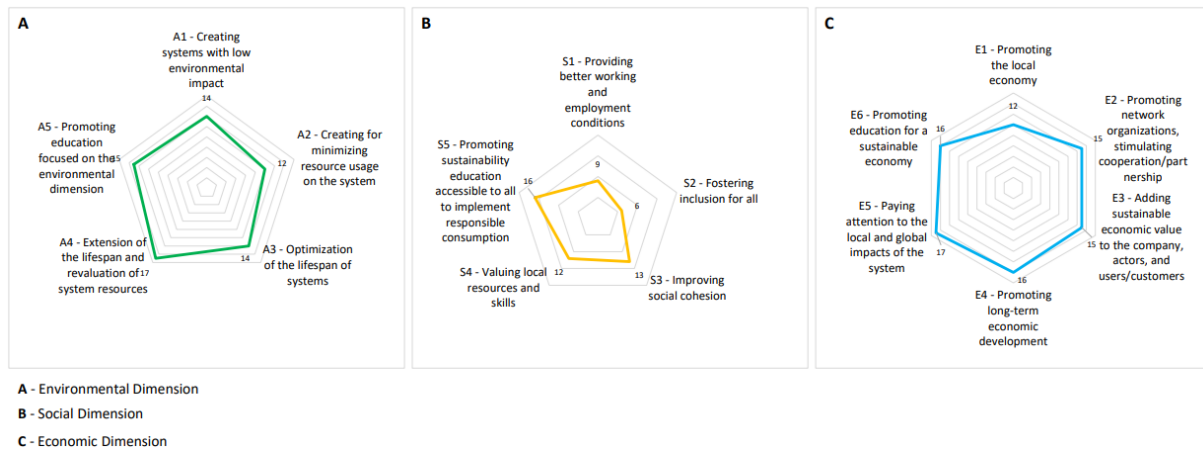 A
A1 - Creating
systems with low
environmental
impact
14
A2 - Creating for
minimizing
resource usage
on the system
12
A3 - Optimization
of the lifespan of
systems
14
A4 - Extension of
the lifespan and
revaluation of
system resources
17
A5 - Promoting
education
focused on the
environmental
dimension
15
B
S1 - Providing
better working
and
employment
conditions
9
S2 - Fostering
inclusion for all
6
S3 - Improving
social cohesion
13
S4 - Valuing local
resources and
skills
12
S5 - Promoting
sustainability
education
accessible to all
to implement
responsible
consumption
16
C
E1 - Promoting
the local
economy
12
E2 - Promoting
network
organizations,
stimulating
cooperation/part
nership
15
E3 - Adding
sustainable
economic value
to the company,
actors, and
users/customers
15
E4 - Promoting
long-term
economic
development
16
E5 - Paying
attention to the
local and global
impacts of the
system
17
E6 - Promoting
education for a
sustainable
economy
16
A - Environmental Dimension
B - Social Dimension
C - Economic Dimension